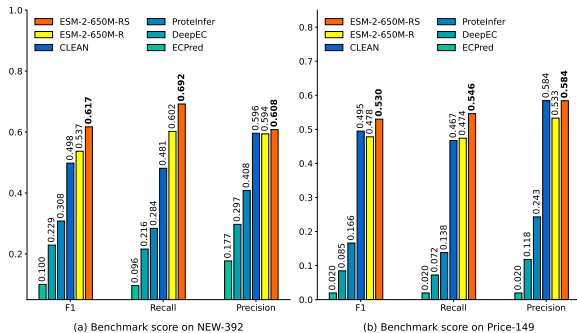 ESM-2-650M-RS
ESM-2-650M-R
CLEAN
ProteInfer
DeepEC
ECPred
1.0
0.8
0.6
0.4
0.2
0.100
0.229
0.308
0.498
0.537
0.617
0.096
0.216
0.284
0.481
0.602
0.692
0.177
0.297
0.408
0.596
0.594
0.608
F1
Recall
Precision
(a) Benchmark score on NEW-392
ESM-2-650M-RS
ESM-2-650M-R
CLEAN
ProteInfer
DeepEC
ECPred
0.8
0.7
0.6
0.5
0.4
0.3
0.2
0.1
0.0
0.020
0.085
0.166
0.495
0.478
0.530
0.020
0.072
0.138
0.467
0.474
0.546
0.020
0.118
0.243
0.584
0.533
0.584
F1
Recall
Precision
(b) Benchmark score on Price-149